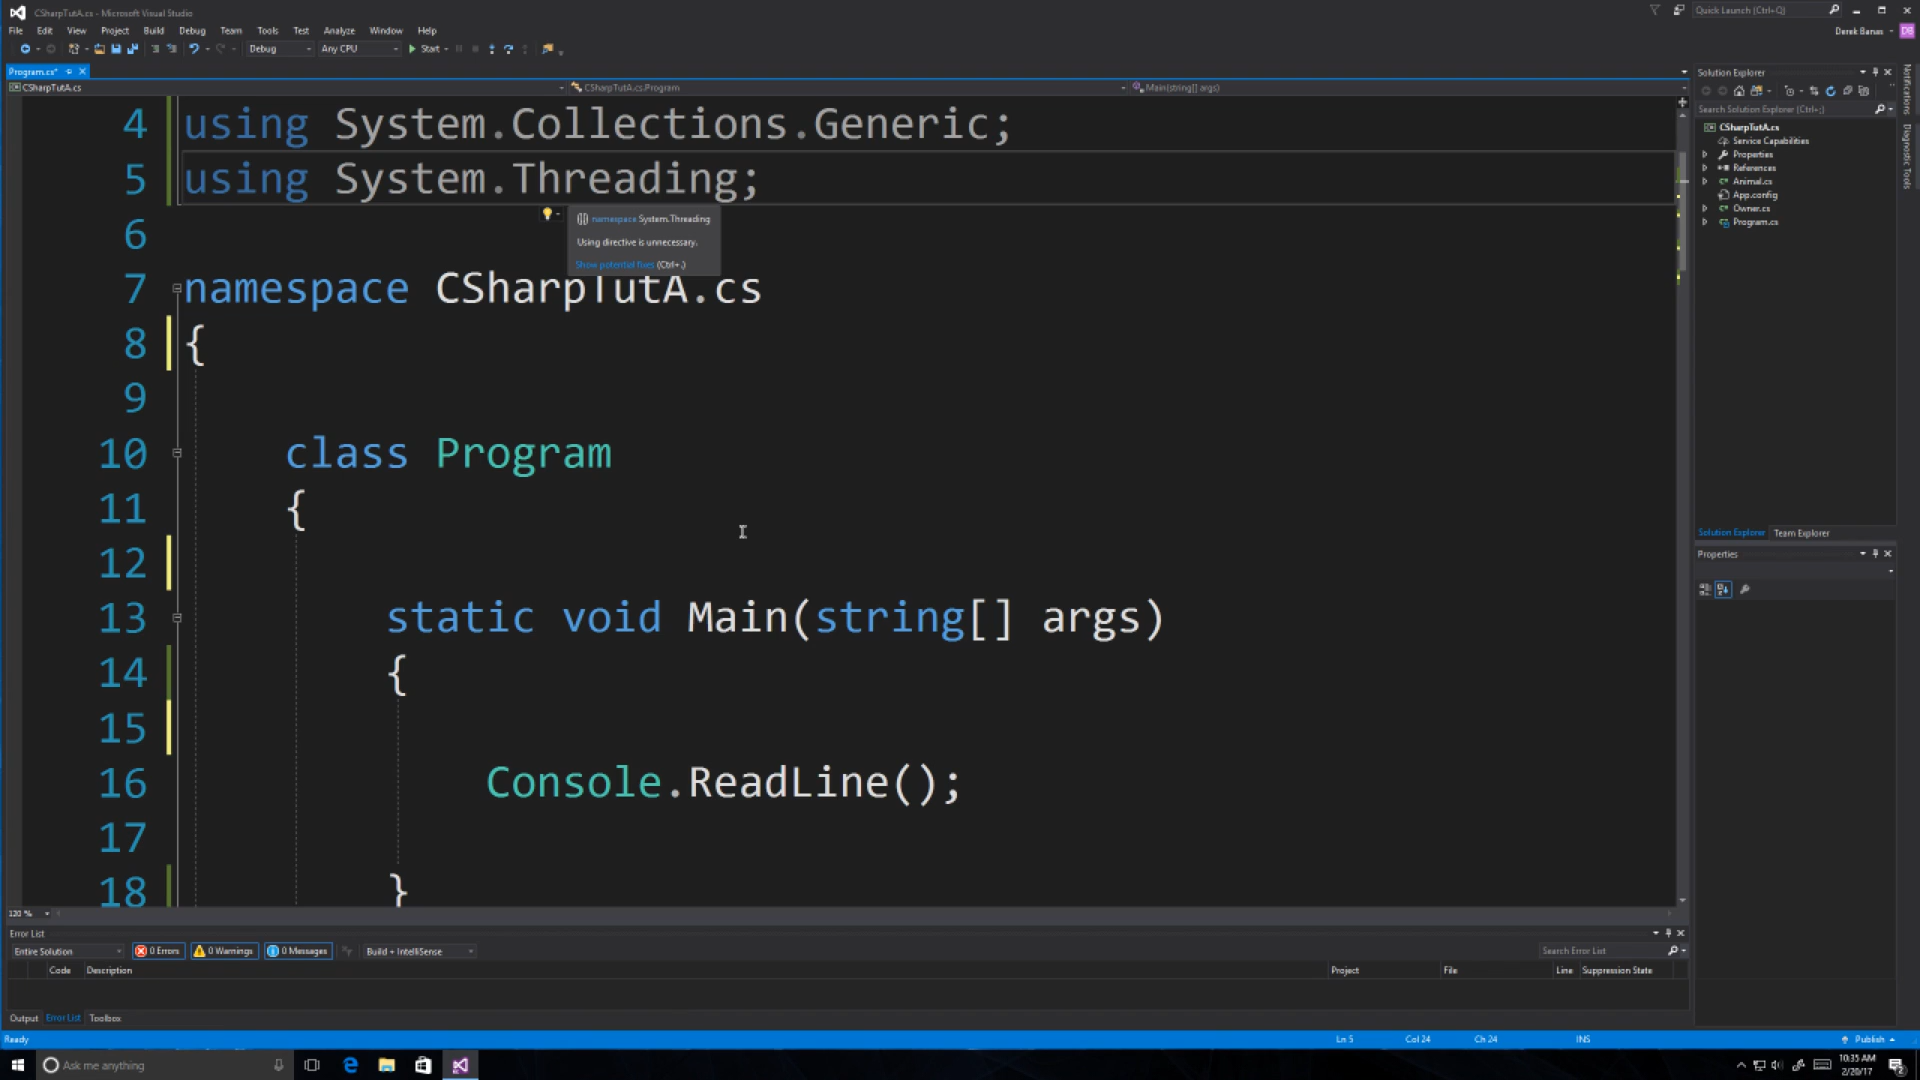 CSharpTutA.cs - Microsoft Visual Studio
Quick Launch (Ctrl+Q)
File Edit View Project Build Debug Team Tools Test Analyze Window Help
Derek Banas
DB
Debug Any CPU Start
Program.cs*
CSharpTutA.cs CSharpTutA.cs.Program Main(string[] args)
4 using System.Collections.Generic;
5 using System.Threading;
namespace System.Threading
Using directive is unnecessary.
Show potential fixes (Ctrl+.)
6
7 namespace CSharpTutA.cs
8 {
9
10 class Program
11 {
12
13 static void Main(string[] args)
14 {
15
16 Console.ReadLine();
17
18 }
120 %
Solution Explorer
Search Solution Explorer (Ctrl+;)
CSharpTutA.cs
Service Capabilities
Properties
References
Animal.cs
App.config
Owner.cs
Program.cs
Solution Explorer Team Explorer
Properties
Notifications
Diagnostic Tools
Error List
Entire Solution 0 Errors 0 Warnings 0 Messages Build + IntelliSense Search Error List
Code Description Project File Line Suppression State
Output Error List Toolbox
Ready Ln 5 Col 24 Ch 24 INS Publish
Ask me anything
10:35 AM
2/20/17